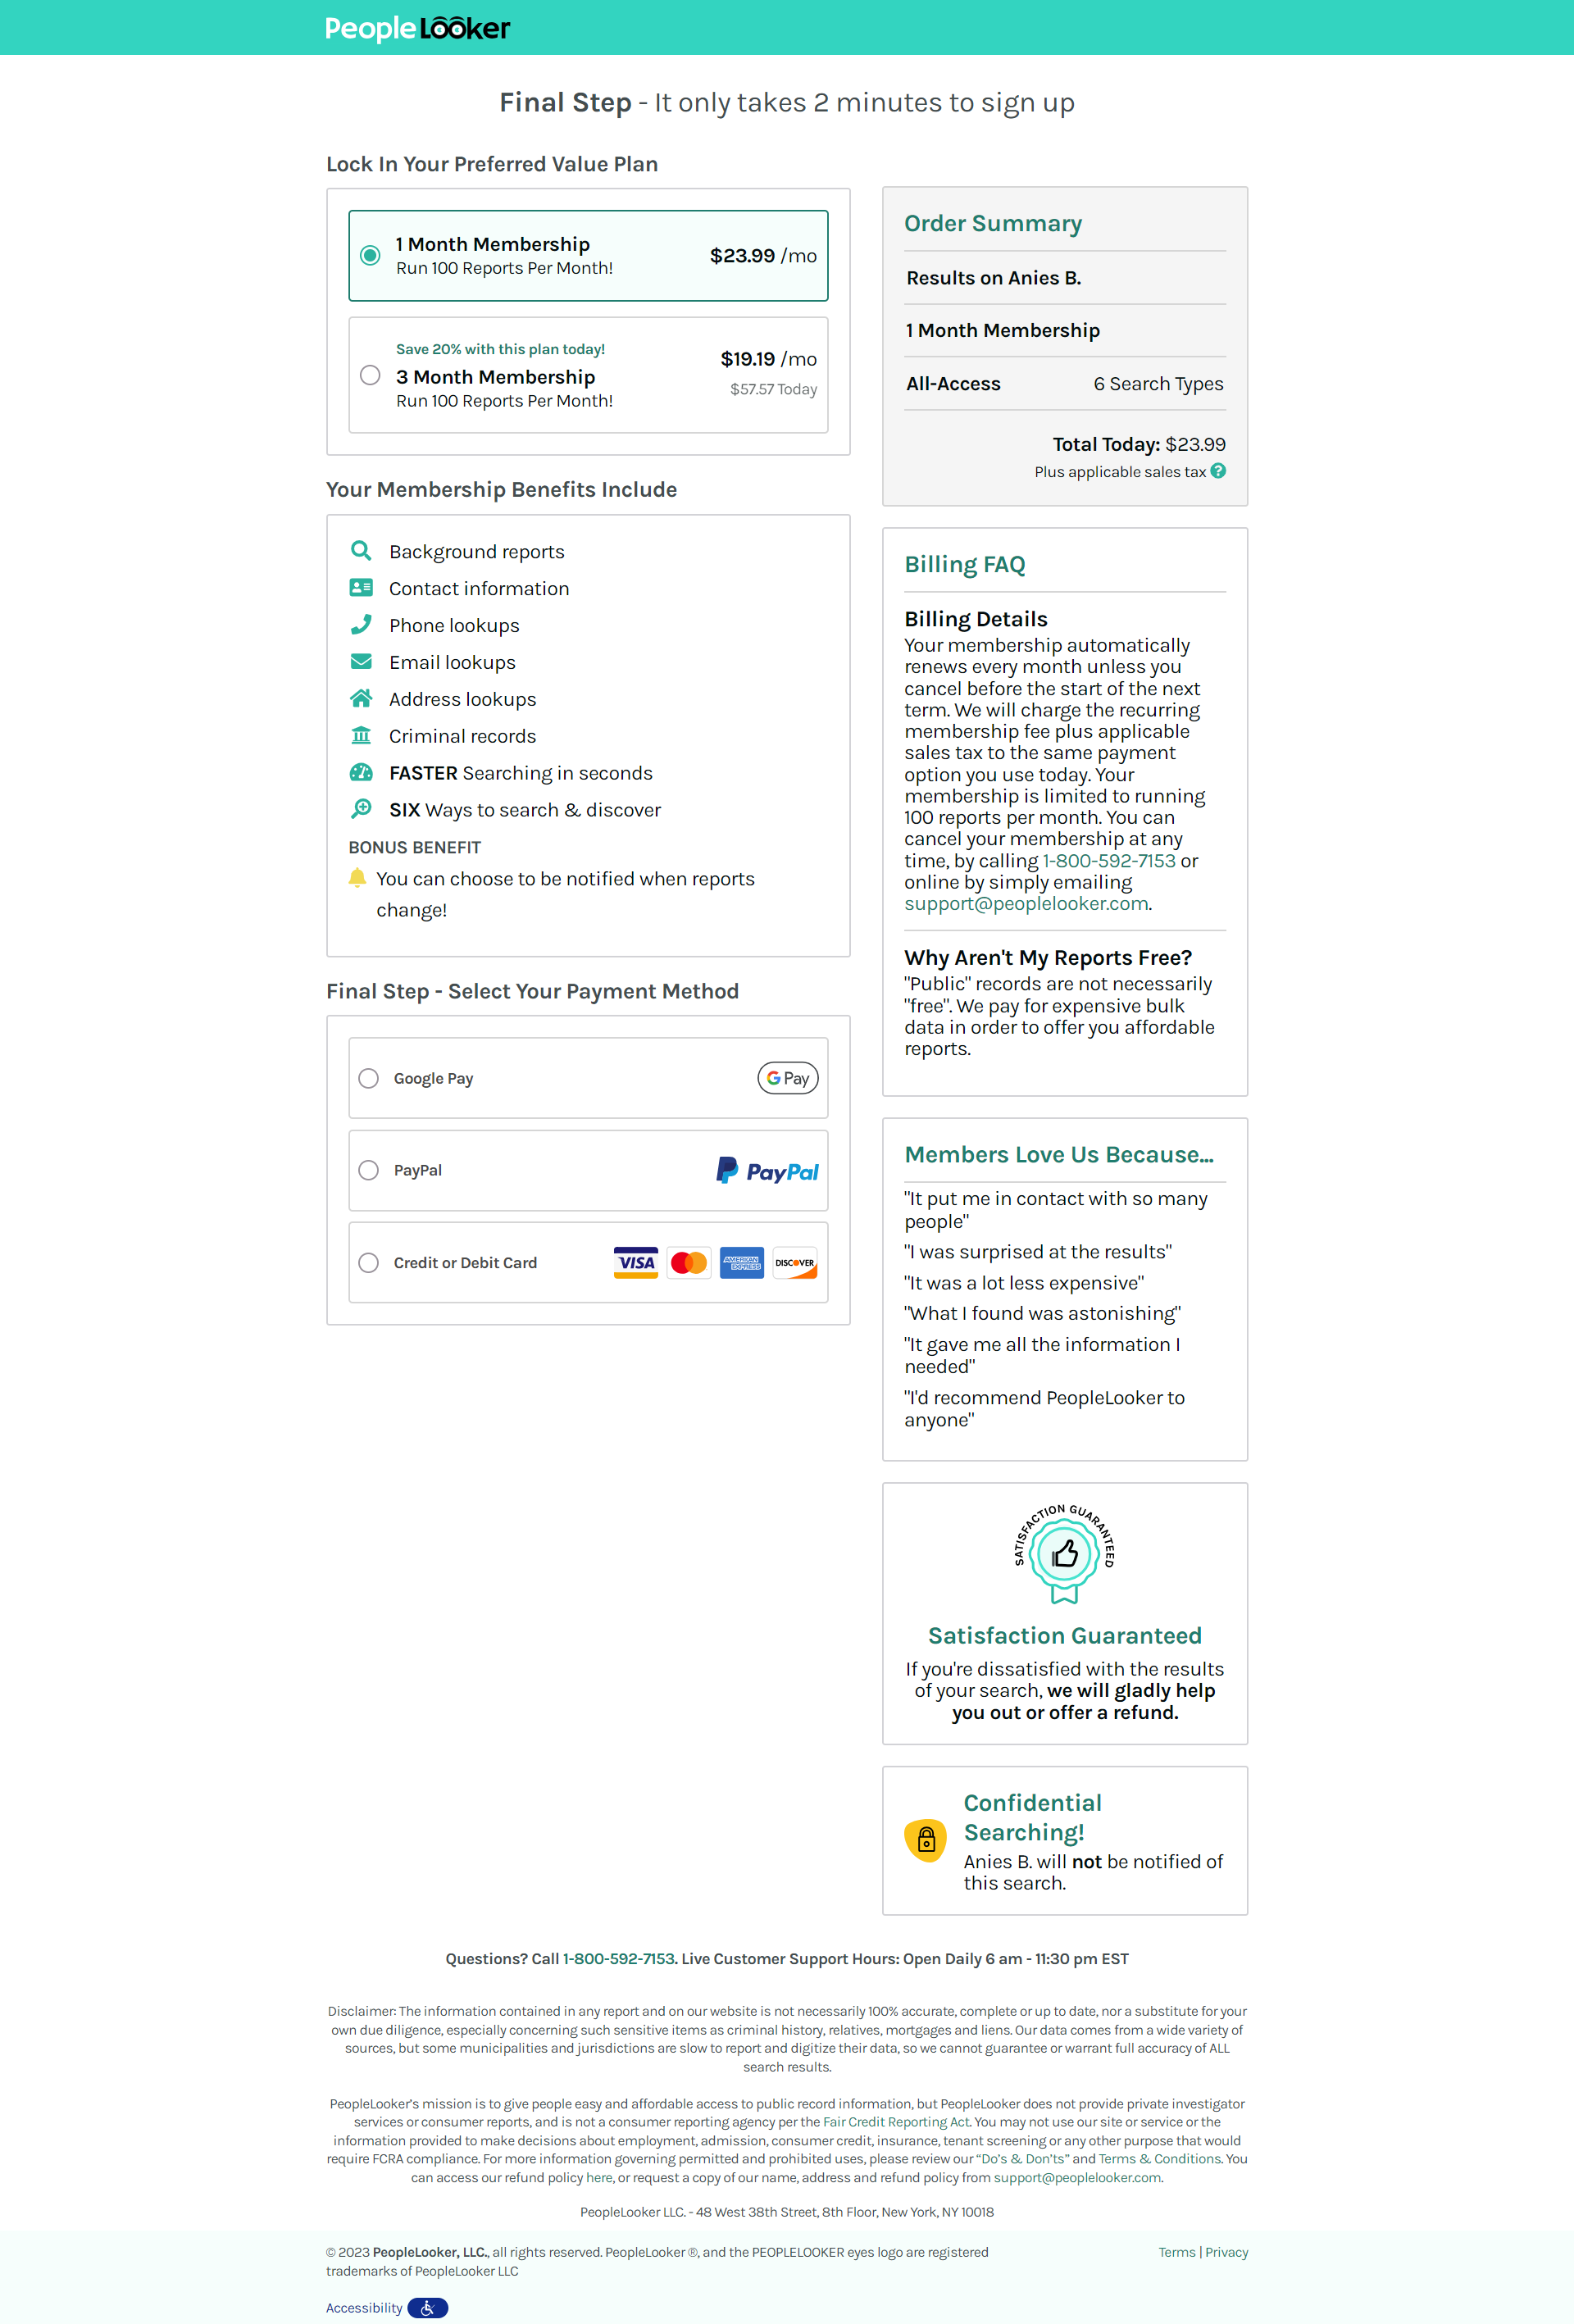 PeopleLooker
Final Step - It only takes 2 minutes to sign up
Lock In Your Preferred Value Plan
1 Month Membership
Run 100 Reports Per Month!
$23.99 /mo
Save 20% with this plan today!
3 Month Membership
Run 100 Reports Per Month!
$19.19 /mo
$57.57 Today
Your Membership Benefits Include
Background reports
Contact information
Phone lookups
Email lookups
Address lookups
Criminal records
FASTER Searching in seconds
SIX Ways to search & discover
BONUS BENEFIT
You can choose to be notified when reports
change!
Final Step - Select Your Payment Method
Google Pay
G Pay
PayPal
PayPal
Credit or Debit Card
VISA
AMERICAN EXPRESS
DISCOVER
Order Summary
Results on Anies B.
1 Month Membership
All-Access 6 Search Types
Total Today: $23.99
Plus applicable sales tax ?
Billing FAQ
Billing Details
Your membership automatically
renews every month unless you
cancel before the start of the next
term. We will charge the recurring
membership fee plus applicable
sales tax to the same payment
option you use today. Your
membership is limited to running
100 reports per month. You can
cancel your membership at any
time, by calling 1-800-592-7153 or
online by simply emailing
support@peoplelooker.com.
Why Aren't My Reports Free?
"Public" records are not necessarily
"free". We pay for expensive bulk
data in order to offer you affordable
reports.
Members Love Us Because...
"It put me in contact with so many
people"
"I was surprised at the results"
"It was a lot less expensive"
"What I found was astonishing"
"It gave me all the information I
needed"
"I'd recommend PeopleLooker to
anyone"
SATISFACTION GUARANTEED
Satisfaction Guaranteed
If you're dissatisfied with the results
of your search, we will gladly help
you out or offer a refund.
Confidential
Searching!
Anies B. will not be notified of
this search.
Questions? Call 1-800-592-7153. Live Customer Support Hours: Open Daily 6 am - 11:30 pm EST
Disclaimer: The information contained in any report and on our website is not necessarily 100% accurate, complete or up to date, nor a substitute for your
own due diligence, especially concerning such sensitive items as criminal history, relatives, mortgages and liens. Our data comes from a wide variety of
sources, but some municipalities and jurisdictions are slow to report and digitize their data, so we cannot guarantee or warrant full accuracy of ALL
search results.
PeopleLooker's mission is to give people easy and affordable access to public record information, but PeopleLooker does not provide private investigator
services or consumer reports, and is not a consumer reporting agency per the Fair Credit Reporting Act. You may not use our site or service or the
information provided to make decisions about employment, admission, consumer credit, insurance, tenant screening or any other purpose that would
require FCRA compliance. For more information governing permitted and prohibited uses, please review our “Do’s & Don’ts” and Terms & Conditions. You
can access our refund policy here, or request a copy of our name, address and refund policy from support@peoplelooker.com.
PeopleLooker LLC. - 48 West 38th Street, 8th Floor, New York, NY 10018
© 2023 PeopleLooker, LLC., all rights reserved. PeopleLooker ®, and the PEOPLELOOKER eyes logo are registered
trademarks of PeopleLooker LLC
Terms | Privacy
Accessibility